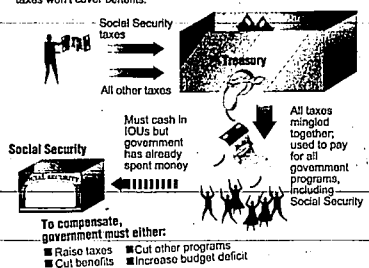 taxes won't cover benefits.
Social Security
taxes
All other taxes
Treasury
Must cash in
IOUs but
government
has already
spent money
All taxes
mingled
together;
used to pay
for all
government
programs,
including
Social Security
Social Security
SOCIAL SECURITY
To compensate,
government must either:
■ Raise taxes ■ Cut other programs
■ Cut benefits ■ Increase budget deficit